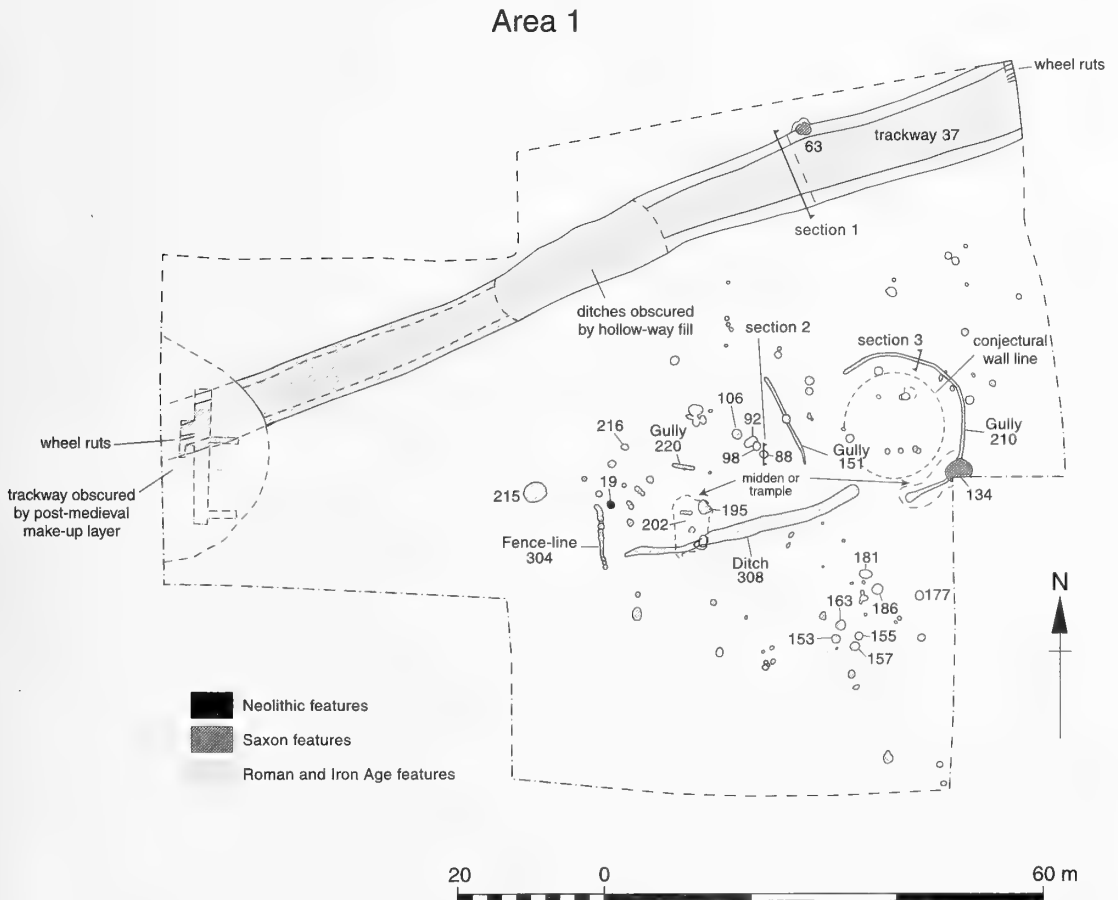 Area 1
wheel ruts
trackway 37
63
section 1
ditches obscured
by hollow-way fill
section 2
section 3
conjectural
wall line
106
92
216
Gully
220
Gully
210
98
88
Gully
151
wheel ruts
midden or
trample
134
215
19
trackway obscured
by post-medieval
make-up layer
195
202
Fence-line
304
Ditch
308
181
N
163
186
177
153
155
157
Neolithic features
Saxon features
Roman and Iron Age features
20
0
60 m